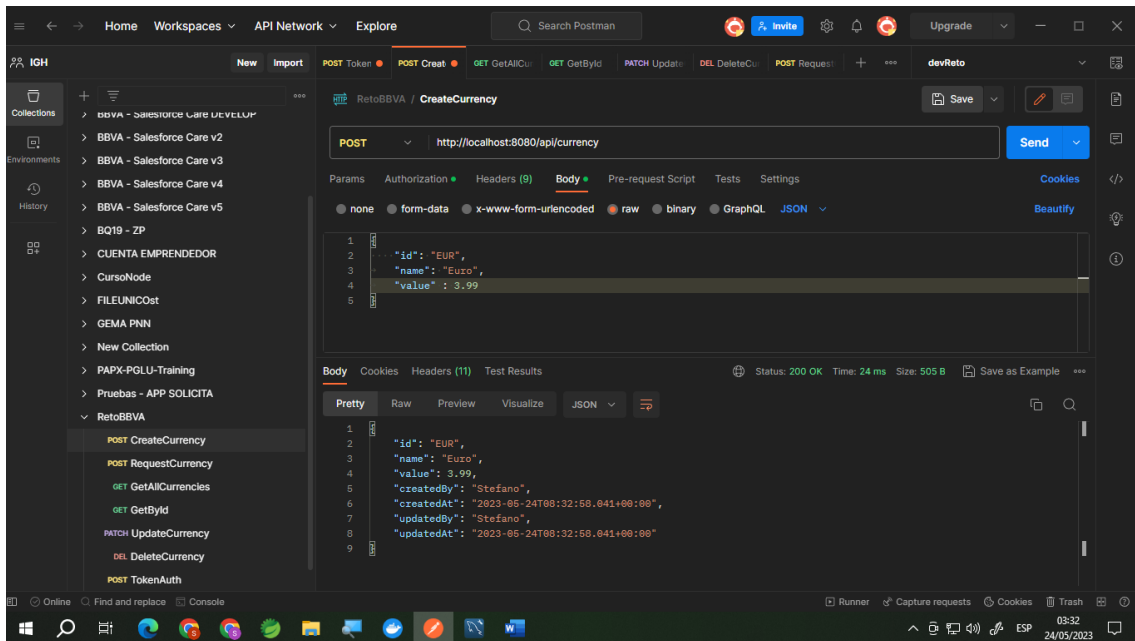 Home Workspaces API Network Explore Search Postman Invite Upgrade
IGH New Import POST Token POST Creat GET GetAllCur GET GetById PATCH Update DEL DeleteCur POST Request devReto
Collections
Environments
History
BBVA - Salesforce Care DEVELOP
BBVA - Salesforce Care v2
BBVA - Salesforce Care v3
BBVA - Salesforce Care v4
BBVA - Salesforce Care v5
BQ19 - ZP
CUENTA EMPRENDEDOR
CursoNode
FILEUNICOst
GEMA PNN
New Collection
PAPX-PGLU-Training
Pruebas - APP SOLICITA
RetoBBVA
POST CreateCurrency
POST RequestCurrency
GET GetAllCurrencies
GET GetById
PATCH UpdateCurrency
DEL DeleteCurrency
POST TokenAuth
HTTP RetoBBVA / CreateCurrency Save
POST http://localhost:8080/api/currency Send
Params Authorization Headers (9) Body Pre-request Script Tests Settings Cookies
none form-data x-www-form-urlencoded raw binary GraphQL JSON Beautify
1 {
2 "id": "EUR",
3 "name": "Euro",
4 "value" : 3.99
5 }
Body Cookies Headers (11) Test Results Status: 200 OK Time: 24 ms Size: 505 B Save as Example
Pretty Raw Preview Visualize JSON
1 {
2 "id": "EUR",
3 "name": "Euro",
4 "value": 3.99,
5 "createdBy": "Stefano",
6 "createdAt": "2023-05-24T08:32:58.041+00:00",
7 "updatedBy": "Stefano",
8 "updatedAt": "2023-05-24T08:32:58.041+00:00"
9 }
Online Find and replace Console Runner Capture requests Cookies Trash
ESP 03:32
24/05/2023